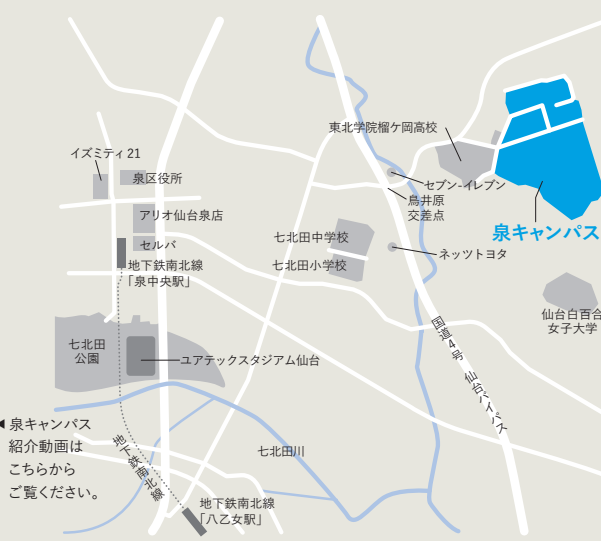 東北学院榴ケ岡高校
イズミティ21
泉区役所
セブン-イレブン
アリオ仙台泉店
鳥井原
交差点
泉キャンパス
セルバ
七北田中学校
ネッツトヨタ
地下鉄南北線
「泉中央駅」
七北田小学校
仙台白百合
女子大学
国道4号 仙台バイパス
七北田
公園
ユアテックスタジアム仙台
◀泉キャンパス
紹介動画は
こちらから
ご覧ください。
地下鉄南北線
七北田川
地下鉄南北線
「八乙女駅」